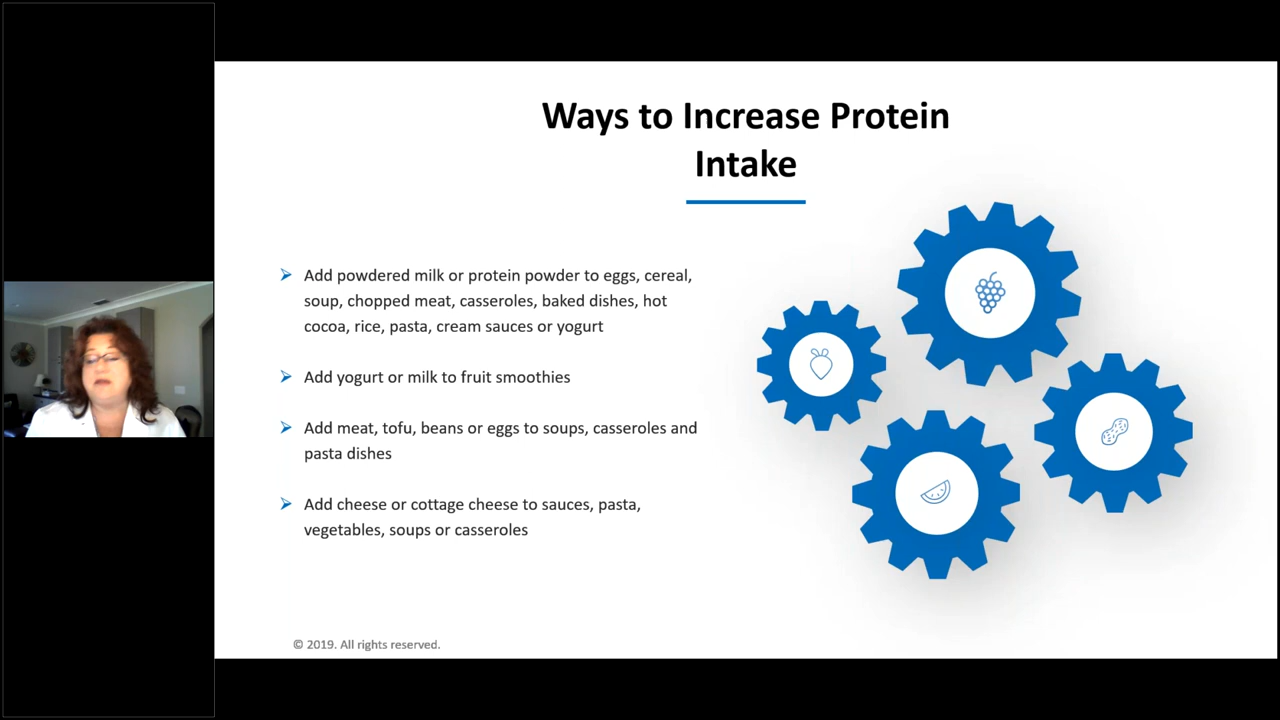 Ways to Increase Protein
Intake
Add powdered milk or protein powder to eggs, cereal,
soup, chopped meat, casseroles, baked dishes, hot
cocoa, rice, pasta, cream sauces or yogurt
Add yogurt or milk to fruit smoothies
Add meat, tofu, beans or eggs to soups, casseroles and
pasta dishes
Add cheese or cottage cheese to sauces, pasta,
vegetables, soups or casseroles
© 2019. All rights reserved.